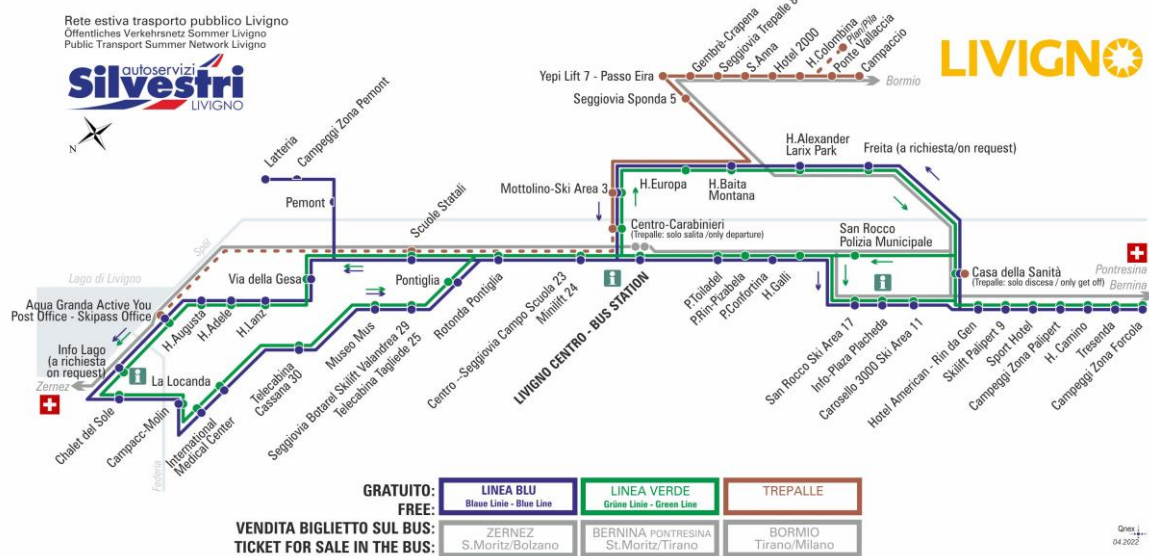 Rete estiva trasporto pubblico Livigno
Öffentliches Verkehrsnetz Sommer Livigno
Public Transport Summer Network Livigno
autoservizi
Silvestri
LIVIGNO
N
LIVIGNO
Gembrè-Crapena
Seggiovia Trepalle
S.Anna
Hotel 2000
H.Colombina
Plan/Pila
Ponte Vallaccia
Campaccio
Yepi Lift 7 - Passo Eira
Bormio
Seggiovia Sponda 5
Latteria
Campeggi Zona Pemont
Pemont
Scuole Statali
Mottolino-Ski Area 3
H.Europa
H.Baita
Montana
H.Alexander
Larix Park
Freita (a richiesta/on request)
Centro-Carabinieri
(Trepalle: solo salita /only departure)
San Rocco
Polizia Municipale
Spöl
Lago di Livigno
Via della Gesa
Pontiglia
Casa della Sanità
(Trepalle: solo discesa / only get off)
Pontresina
Bernina
Aqua Granda Active You
Post Office - Skipass Office
H.Augusta
H.Adele
H.Lanz
Info Lago
(a richiesta
on request)
Zernez
La Locanda
Chalet del Sole
Campacc-Molin
Federia
International
Medical Center
Telecabina
Cassana 30
Museo Mus
Seggiovia Botarel Skilift Valandrea 29
Telecabina Tagliede 25
Rotonda Pontiglia
Centro --Seggiovia Campo Scuola 23
Minilift 24
LIVIGNO CENTRO - BUS STATION
P.Toiladel
P.Rin-Pizabela
P.Confortina
H.Galli
San Rocco Ski Area 17
Info-Plaza Placheda
Carosello 3000 Ski Area 11
Hotel American - Rin da Gen
Skilift Palipert 9
Sport Hotel
Campeggi Zona Palipert
H. Camino
Tresenda
Campeggi Zona Forcola
GRATUITO:
FREE:
LINEA BLU
Blaue Linie - Blue Line
LINEA VERDE
Grüne Linie - Green Line
TREPALLE
VENDITA BIGLIETTO SUL BUS:
TICKET FOR SALE IN THE BUS:
ZERNEZ
S.Moritz/Bolzano
BERNINA PONTRESINA
St.Moritz/Tirano
BORMIO
Tirano/Milano
Qnex
04.2022